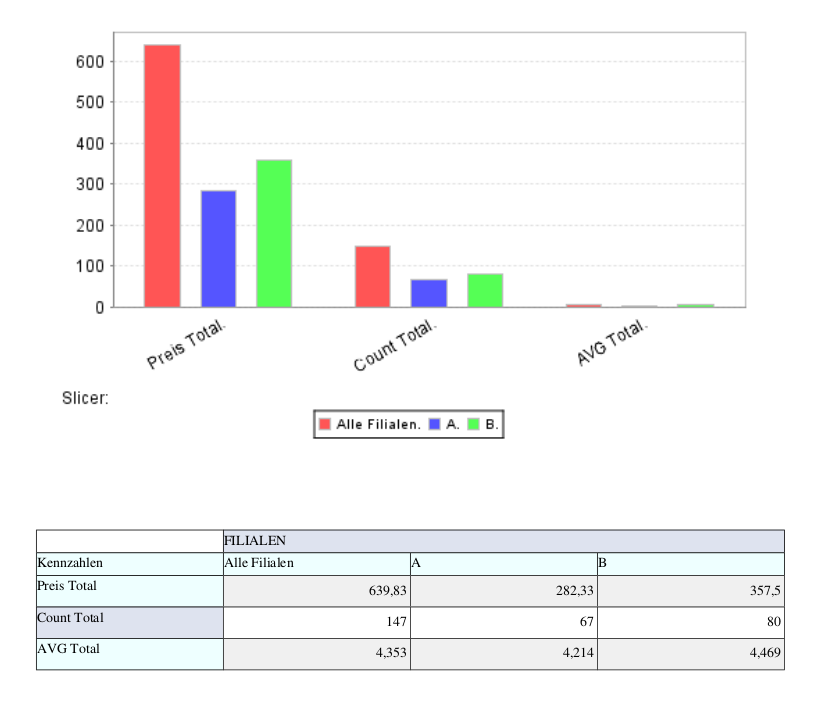 600
500
400
300
200
100
0
Preis Total. Count Total. AVG Total.
Slicer:
Alle Filialen. A. B.
FILIALEN
Kennzahlen Alle Filialen A B
Preis Total 639,83 282,33 357,5
Count Total 147 67 80
AVG Total 4,353 4,214 4,469